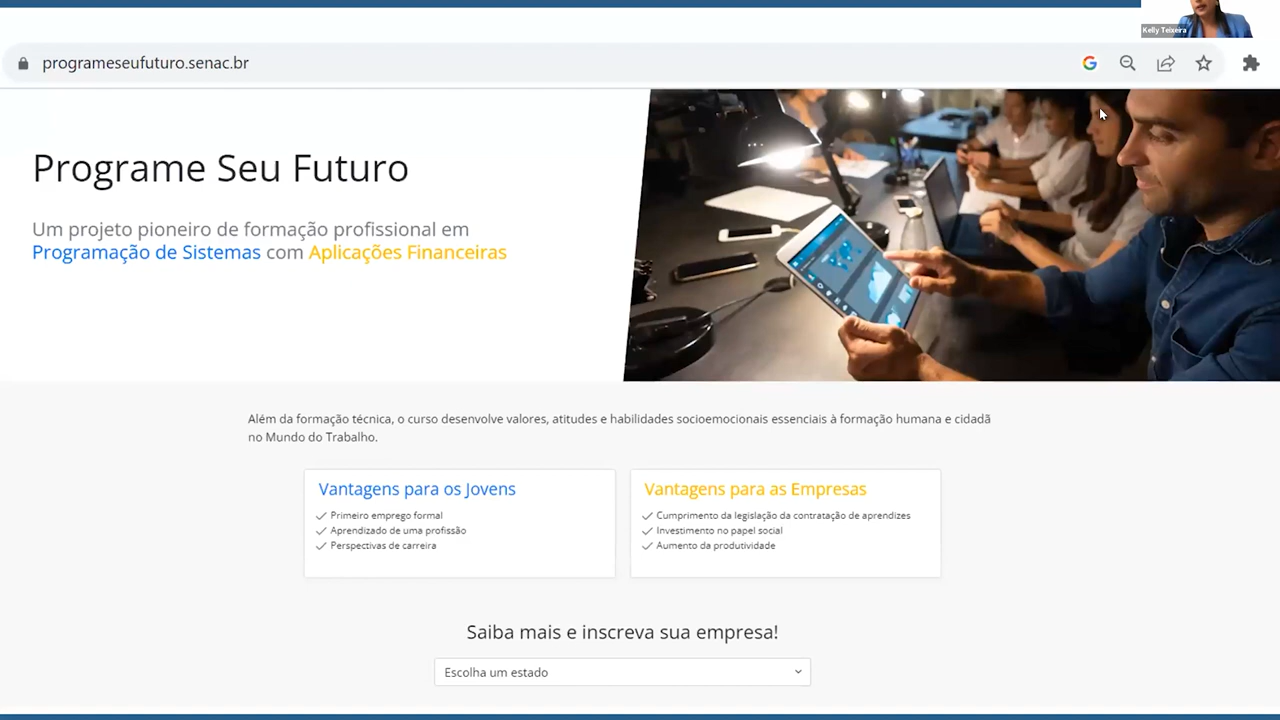 Kelly Teixeira
programeseufuturo.senac.br
Programe Seu Futuro
Um projeto pioneiro de formação profissional em
Programação de Sistemas com Aplicações Financeiras
Além da formação técnica, o curso desenvolve valores, atitudes e habilidades socioemocionais essenciais à formação humana e cidadã
no Mundo do Trabalho.
Vantagens para os Jovens
Primeiro emprego formal
Aprendizado de uma profissão
Perspectivas de carreira
Vantagens para as Empresas
Cumprimento da legislação da contratação de aprendizes
Investimento no papel social
Aumento da produtividade
Saiba mais e inscreva sua empresa!
Escolha um estado